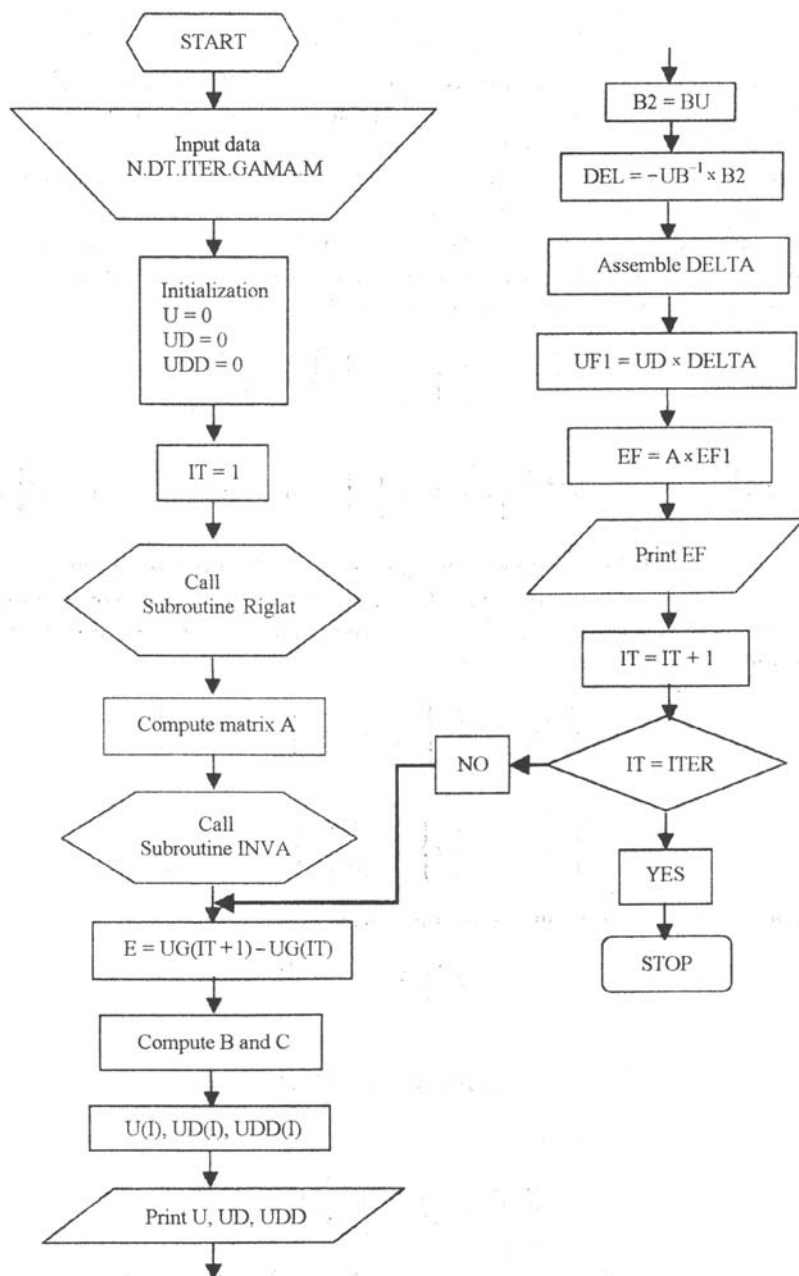 START
Input data
N.DT.ITER.GAMA.M
Initialization
U = 0
UD = 0
UDD = 0
IT = 1
Call
Subroutine Riglat
Compute matrix A
Call
Subroutine INVA
E = UG(IT + 1) – UG(IT)
Compute B and C
U(I), UD(I), UDD(I)
Print U, UD, UDD
B2 = BU
DEL = –UB⁻¹ × B2
Assemble DELTA
UF1 = UD × DELTA
EF = A × EF1
Print EF
IT = IT + 1
IT = ITER
NO
YES
STOP